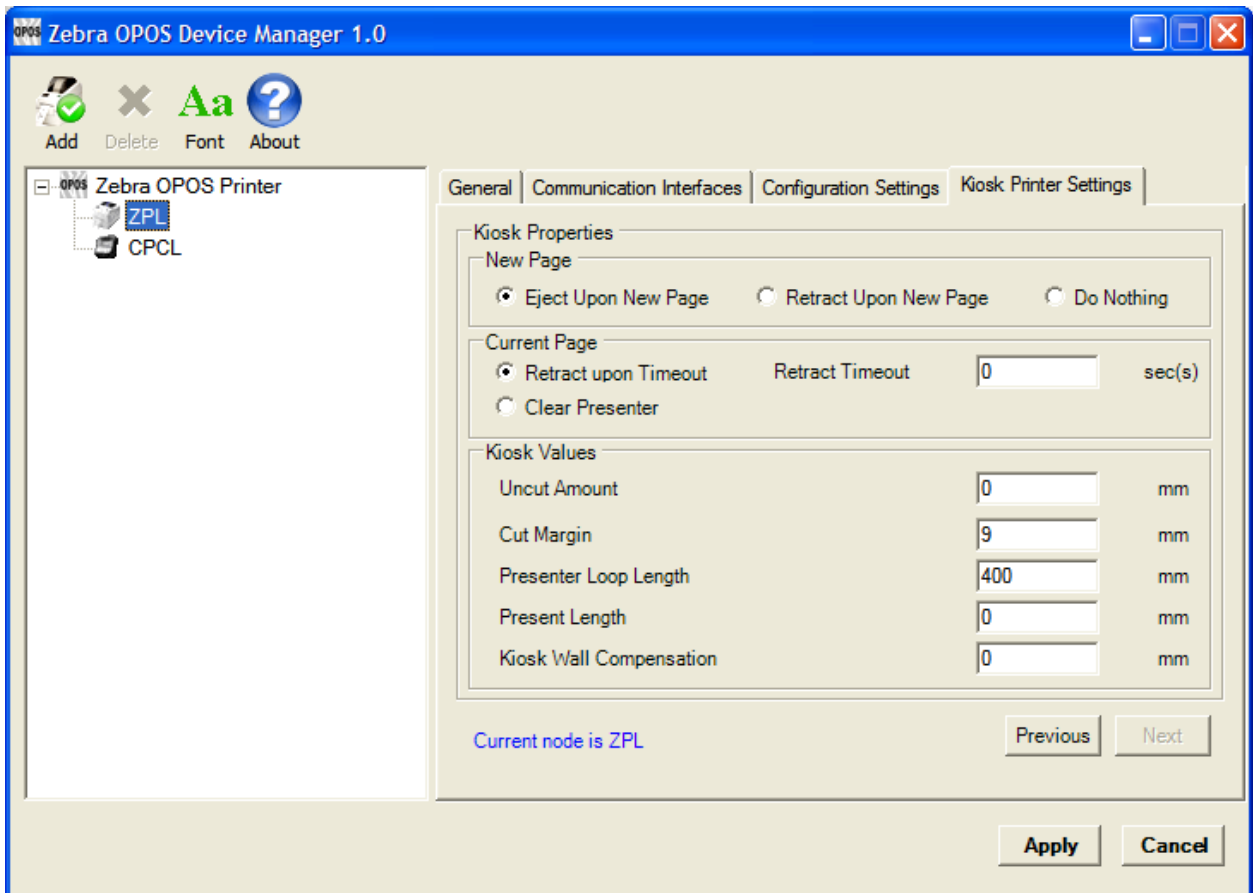 OPOS Zebra OPOS Device Manager 1.0
Aa
Add Delete Font About
OPOS Zebra OPOS Printer
ZPL
CPCL
General Communication Interfaces Configuration Settings Kiosk Printer Settings
Kiosk Properties
New Page
Eject Upon New Page Retract Upon New Page Do Nothing
Current Page
Retract upon Timeout Retract Timeout 0 sec(s)
Clear Presenter
Kiosk Values
Uncut Amount 0 mm
Cut Margin 9 mm
Presenter Loop Length 400 mm
Present Length 0 mm
Kiosk Wall Compensation 0 mm
Current node is ZPL Previous Next
Apply Cancel